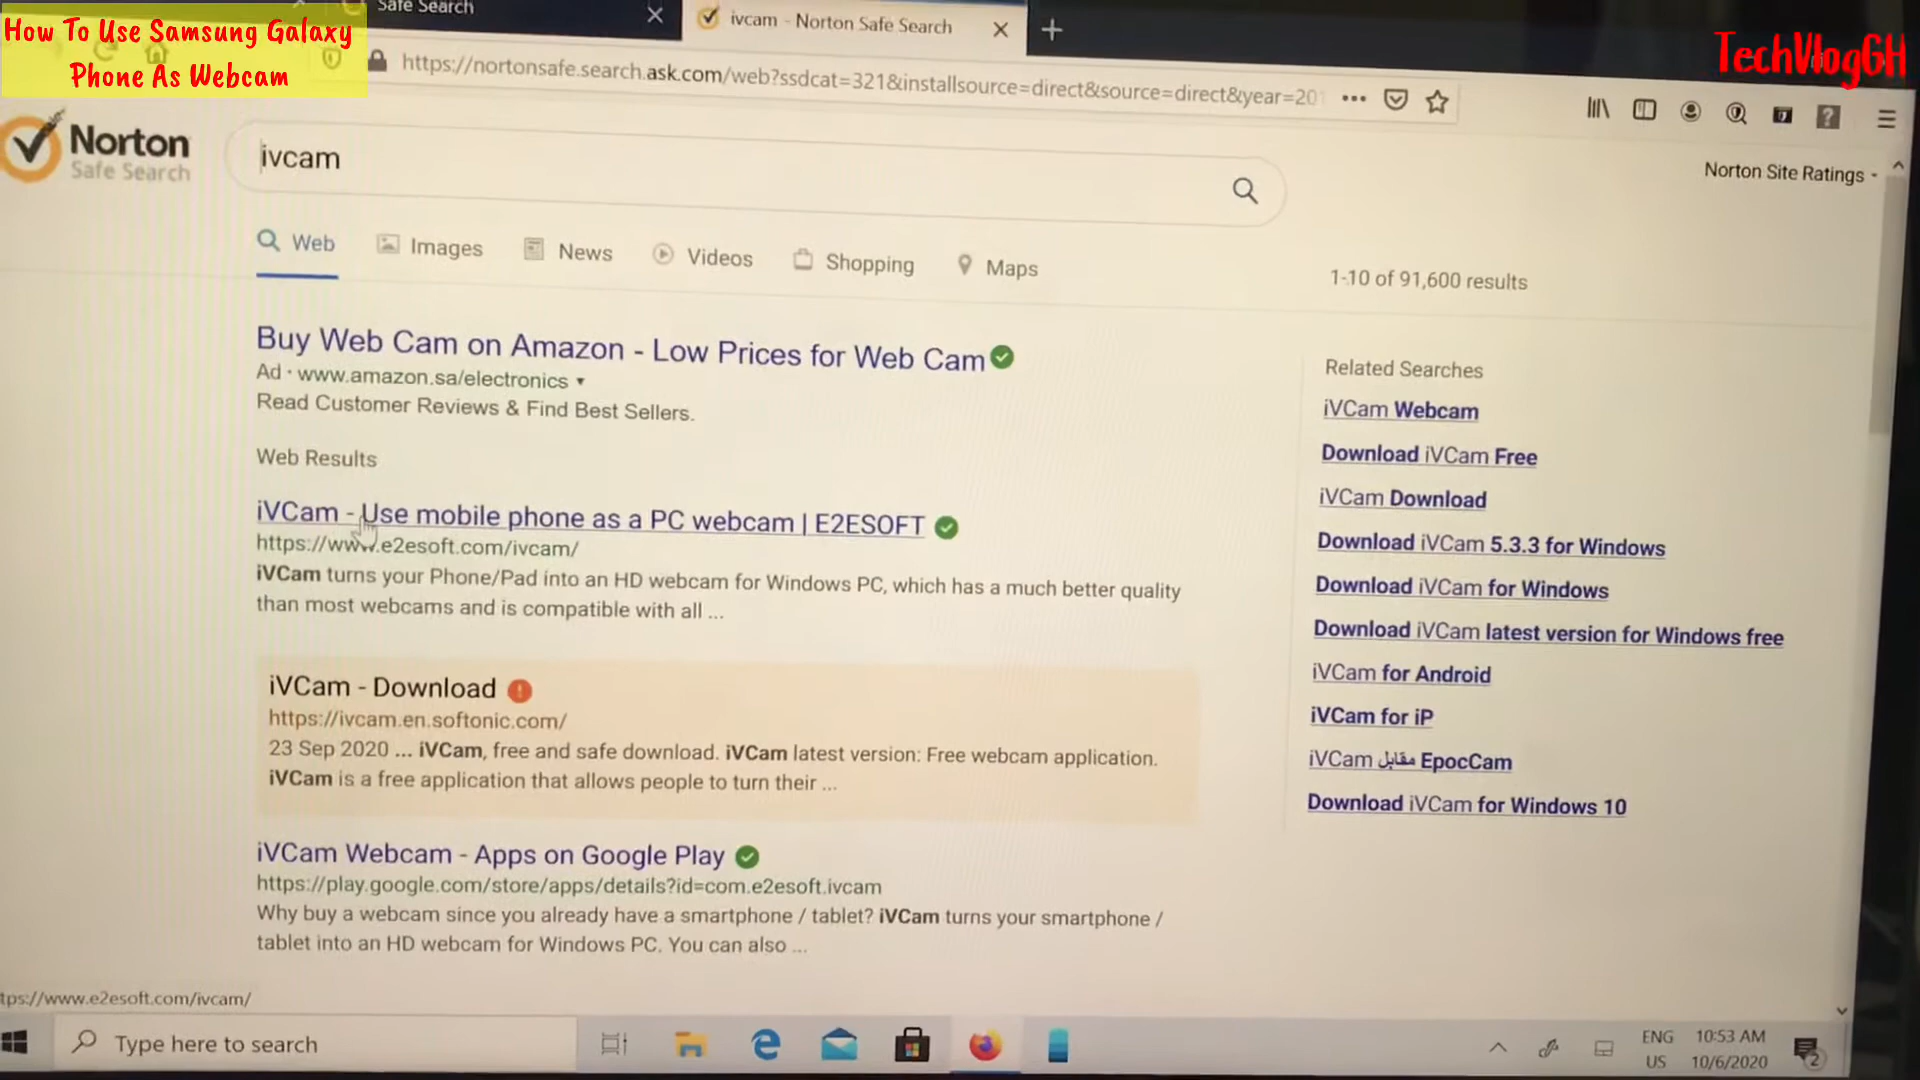 How To Use Samsung Galaxy
Phone As Webcam
TechVlogGH
Safe Search
ivcam - Norton Safe Search
https://nortonsafe.search.ask.com/web?ssdcat=321&installsource=direct&source=direct&year=201
Norton
Safe Search
ivcam
Norton Site Ratings
Web
Images
News
Videos
Shopping
Maps
1-10 of 91,600 results
Buy Web Cam on Amazon - Low Prices for Web Cam
Ad · www.amazon.sa/electronics
Read Customer Reviews & Find Best Sellers.
Web Results
iVCam - Use mobile phone as a PC webcam | E2ESOFT
https://www.e2esoft.com/ivcam/
iVCam turns your Phone/Pad into an HD webcam for Windows PC, which has a much better quality
than most webcams and is compatible with all ...
iVCam - Download
https://ivcam.en.softonic.com/
23 Sep 2020 ... iVCam, free and safe download. iVCam latest version: Free webcam application.
iVCam is a free application that allows people to turn their ...
iVCam Webcam - Apps on Google Play
https://play.google.com/store/apps/details?id=com.e2esoft.ivcam
Why buy a webcam since you already have a smartphone / tablet? iVCam turns your smartphone /
tablet into an HD webcam for Windows PC. You can also ...
Related Searches
iVCam Webcam
Download iVCam Free
iVCam Download
Download iVCam 5.3.3 for Windows
Download iVCam for Windows
Download iVCam latest version for Windows free
iVCam for Android
iVCam for iP
iVCam مقابل EpocCam
Download iVCam for Windows 10
tps://www.e2esoft.com/ivcam/
Type here to search
ENG
US
10:53 AM
10/6/2020
2